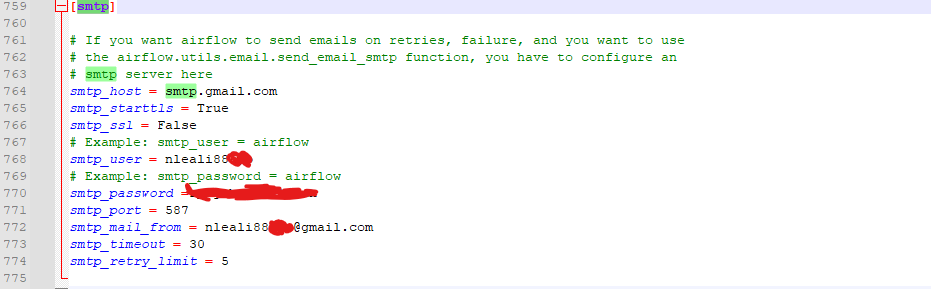 759 [smtp]
760
761 # If you want airflow to send emails on retries, failure, and you want to use
762 # the airflow.utils.email.send_email_smtp function, you have to configure an
763 # smtp server here
764 smtp_host = smtp.gmail.com
765 smtp_starttls = True
766 smtp_ssl = False
767 # Example: smtp_user = airflow
768 smtp_user = nleali88
769 # Example: smtp_password = airflow
770 smtp_password =
771 smtp_port = 587
772 smtp_mail_from = nleali88 @gmail.com
773 smtp_timeout = 30
774 smtp_retry_limit = 5
775